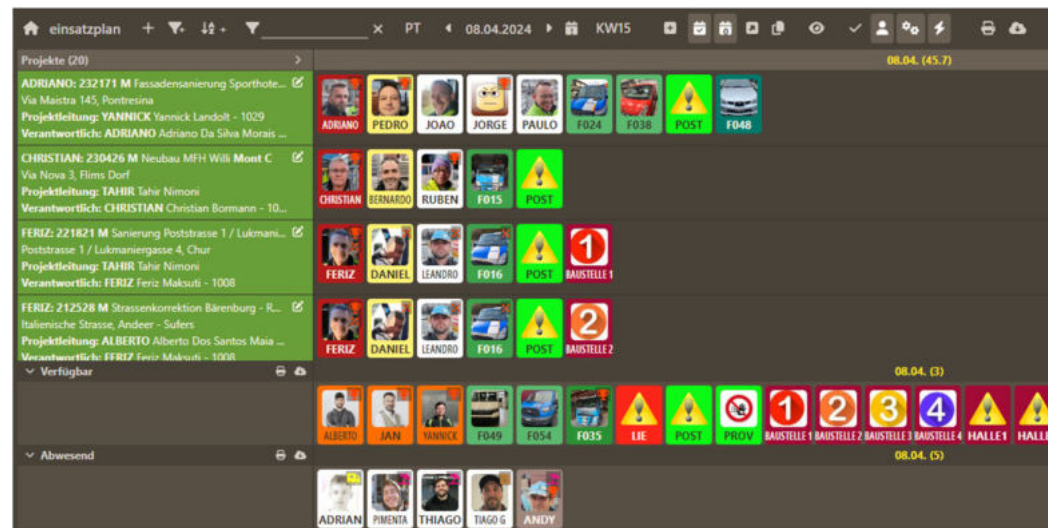 einsatzplan PT 08.04.2024 KW15
Projekte (20) 08.04. (45.7)
ADRIANO: 232171 M Fassadensanierung Sporthote...
Via Maistra 145, Pontresina
Projektleitung: YANNICK Yannick Landolt - 1029
Verantwortlich: ADRIANO Adriano Da Silva Morais ...
ADRIANO PEDRO JOAO JORGE PAULO F024 F038 POST F048
CHRISTIAN: 230426 M Neubau MFH Willi Mont C
Via Nova 3, Flims Dorf
Projektleitung: TAHIR Tahir Nimoni
Verantwortlich: CHRISTIAN Christian Bormann - 10...
CHRISTIAN BERNARDO RUBEN F015 POST
FERIZ: 221821 M Sanierung Poststrasse 1 / Lukmani...
Poststrasse 1 / Lukmaniergasse 4, Chur
Projektleitung: TAHIR Tahir Nimoni
Verantwortlich: FERIZ Feriz Maksuti - 1008
1
FERIZ DANIEL LEANDRO F016 POST BAUSTELLE 1
FERIZ: 212528 M Strassenkorrektion Bärenburg - R...
Italienische Strasse, Andeer - Sufers
Projektleitung: ALBERTO Alberto Dos Santos Maia ...
Verantwortlich: FERIZ Feriz Maksuti - 1008
2
FERIZ DANIEL LEANDRO F016 POST BAUSTELLE 2
Verfügbar 08.04. (3)
1 2 3 4
ALBERTO JAN YANNICK F049 F054 F035 LIE POST PROV BAUSTELLE 1 BAUSTELLE 2 BAUSTELLE 3 BAUSTELLE 4 HALLE1 HALL
Abwesend 08.04. (5)
ADRIAN PIMENTA THIAGO TIAGO G ANDY